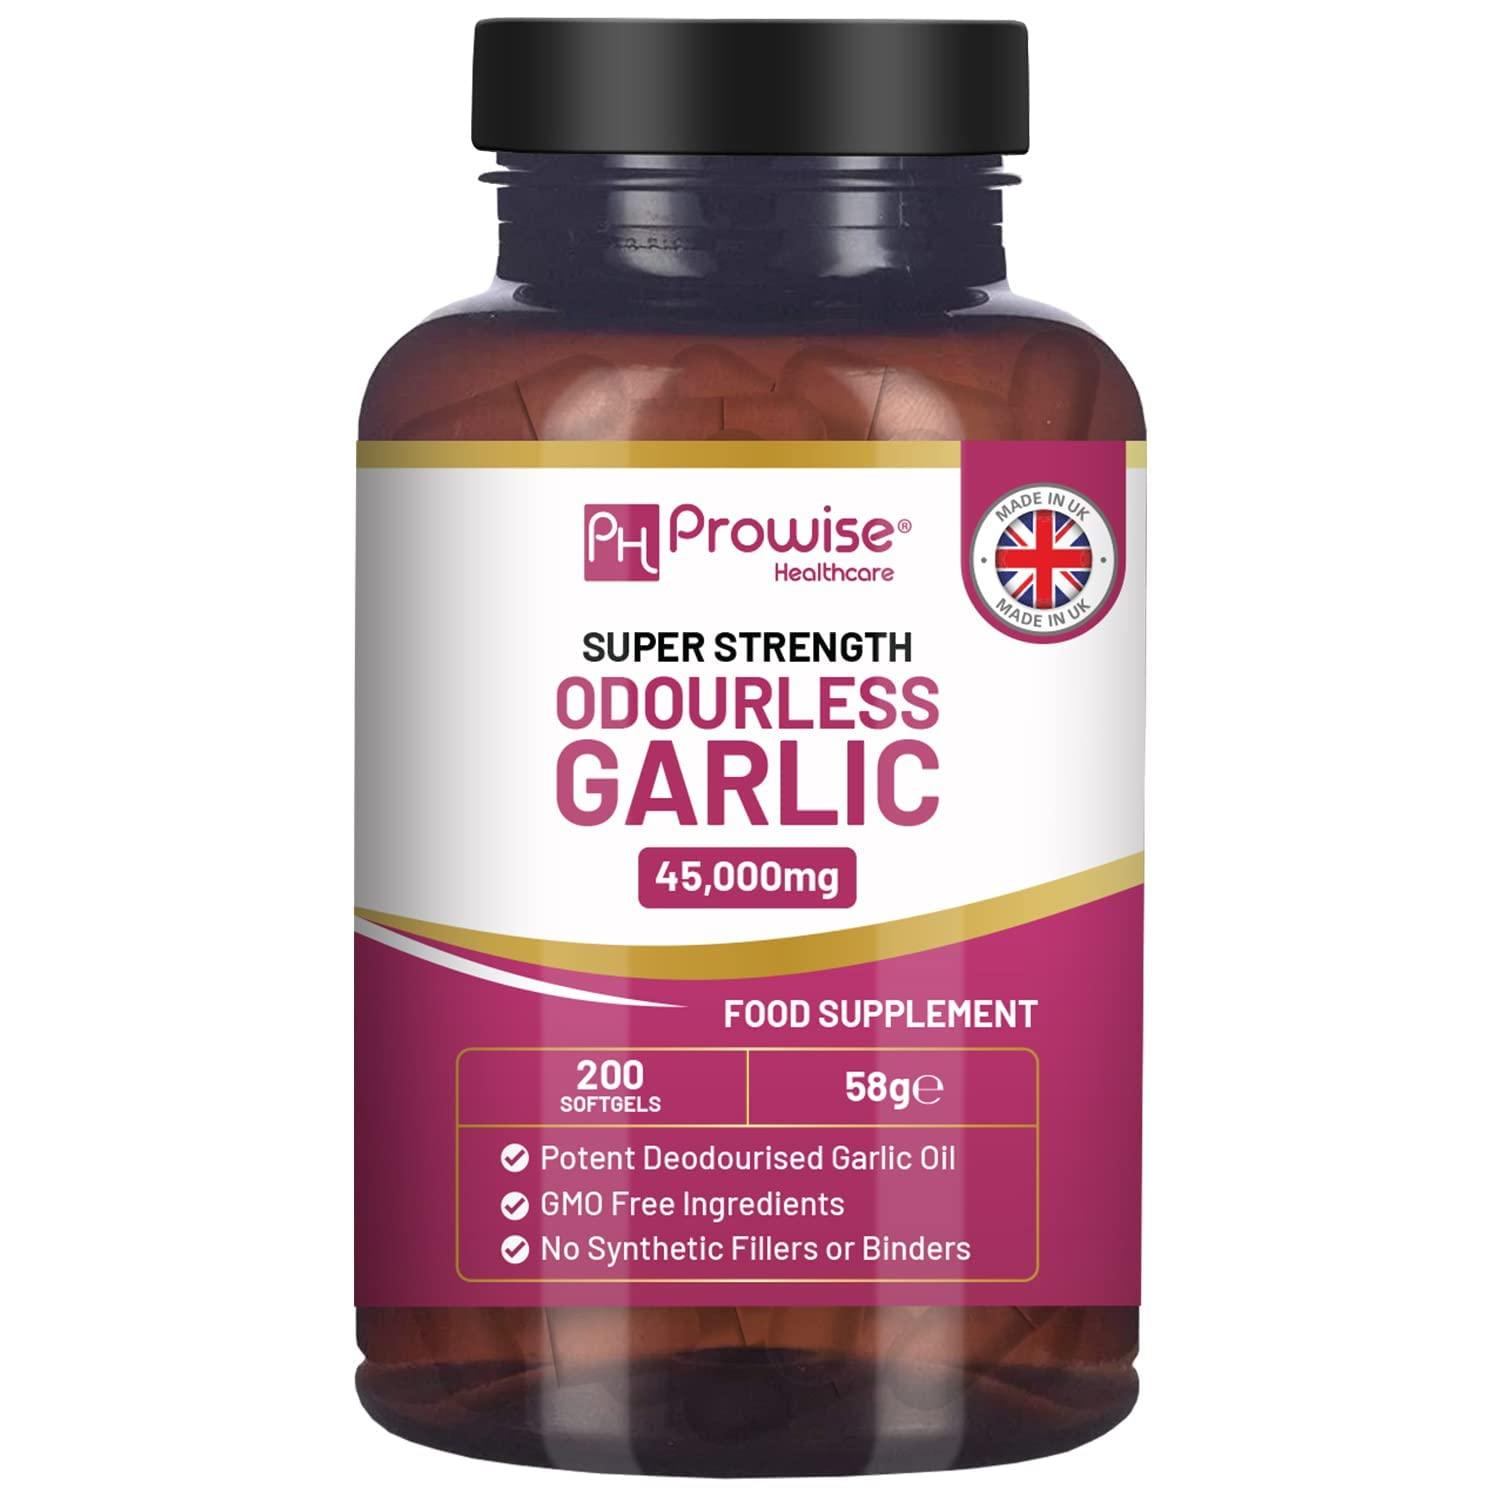 PH Prowise®
Healthcare
MADE IN UK
MADE IN UK
SUPER STRENGTH
ODOURLESS
GARLIC
45,000mg
FOOD SUPPLEMENT
200
SOFTGELS
58g℮
Potent Deodourised Garlic Oil
GMO Free Ingredients
No Synthetic Fillers or Binders